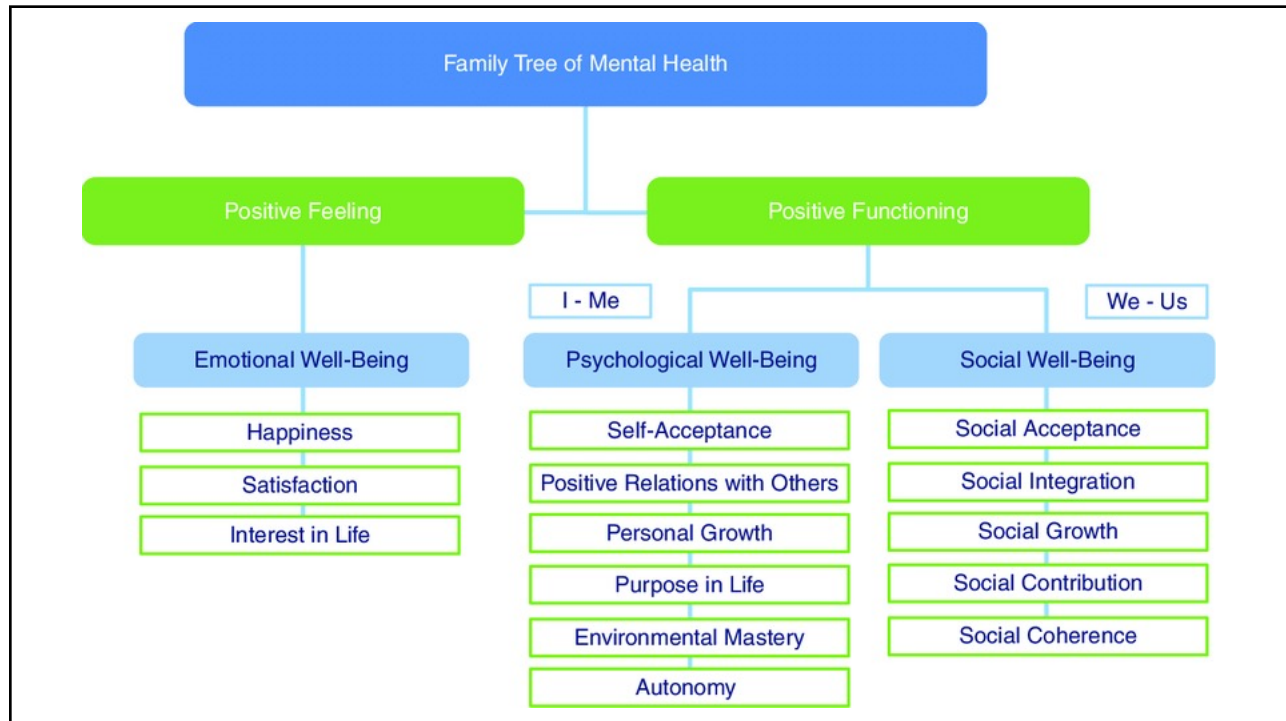 Family Tree of Mental Health
Positive Feeling
Positive Functioning
I - Me
We - Us
Emotional Well-Being
Psychological Well-Being
Social Well-Being
Happiness
Satisfaction
Interest in Life
Self-Acceptance
Positive Relations with Others
Personal Growth
Purpose in Life
Environmental Mastery
Autonomy
Social Acceptance
Social Integration
Social Growth
Social Contribution
Social Coherence